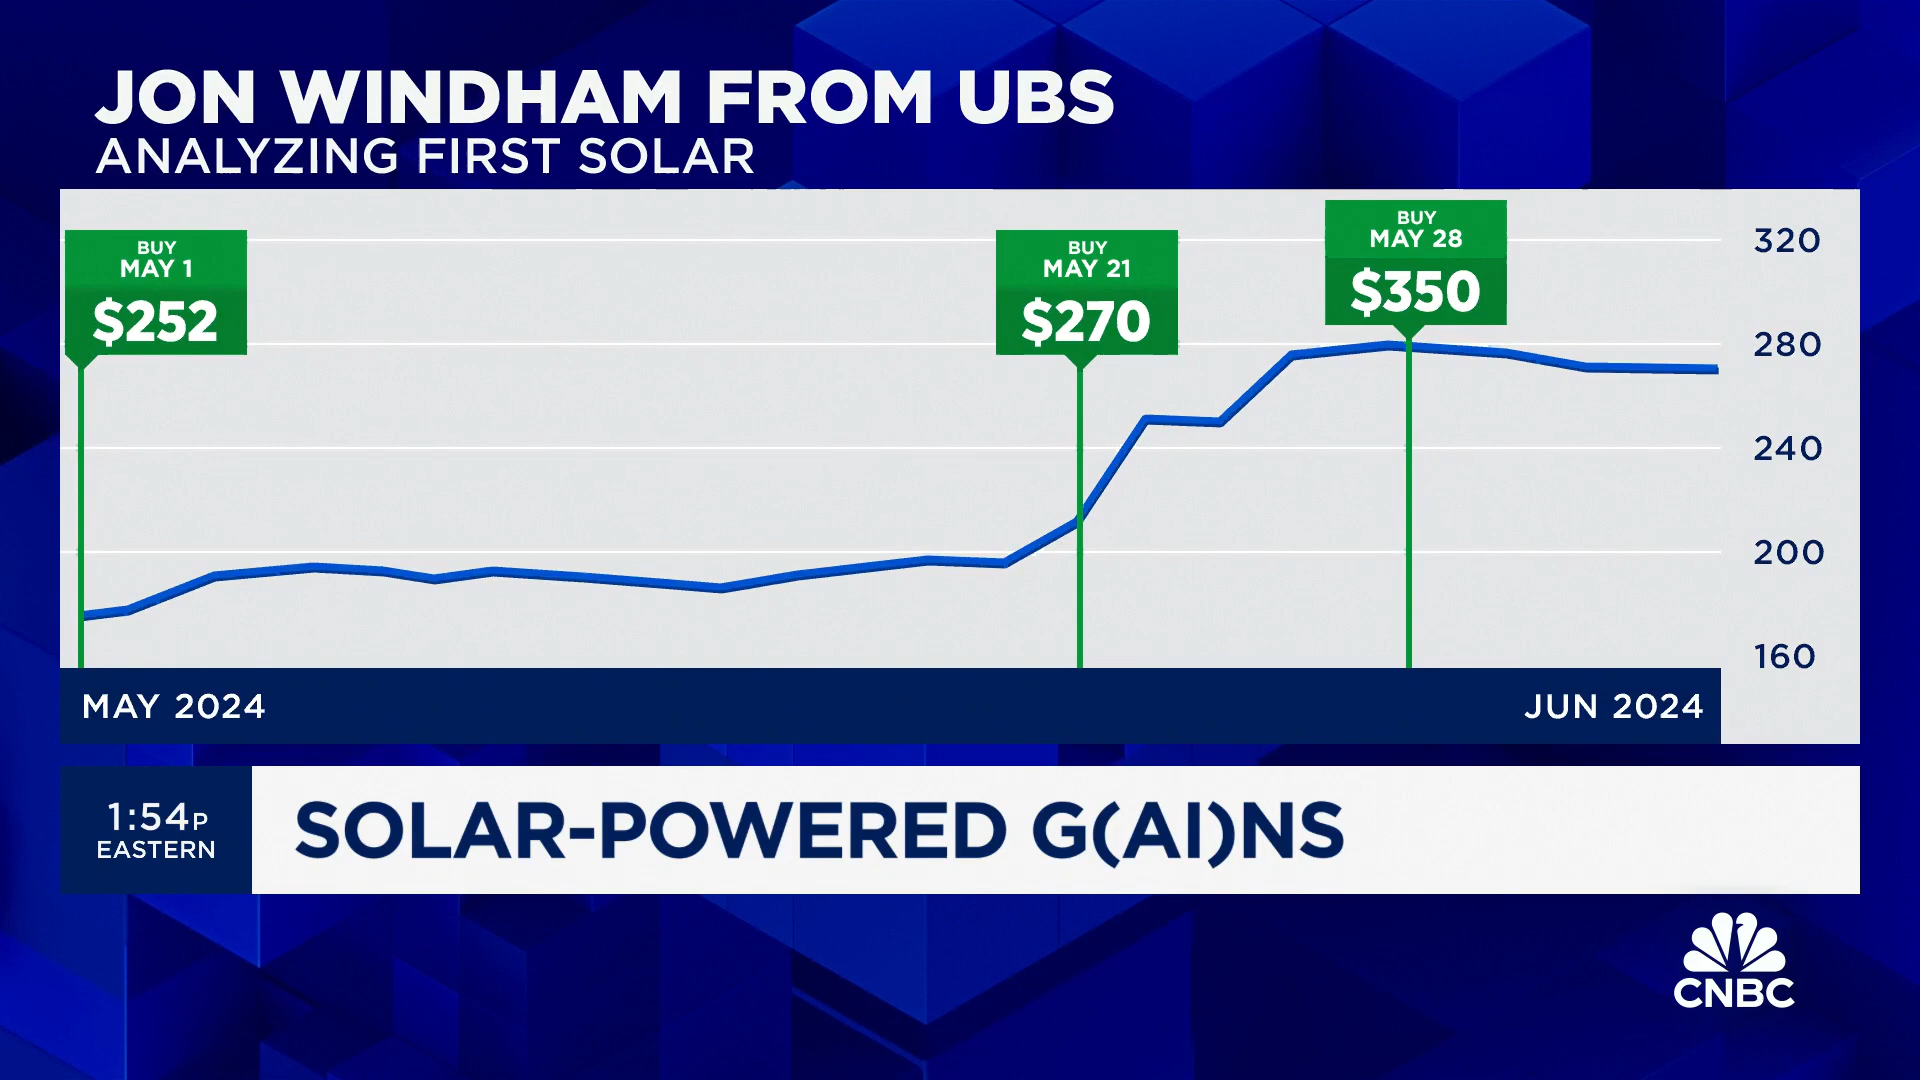 JON WINDHAM FROM UBS
ANALYZING FIRST SOLAR
BUY
MAY 1
$252
BUY
MAY 21
$270
BUY
MAY 28
$350
320
280
240
200
160
MAY 2024
JUN 2024
1:54P
EASTERN
SOLAR-POWERED G(AI)NS
CNBC